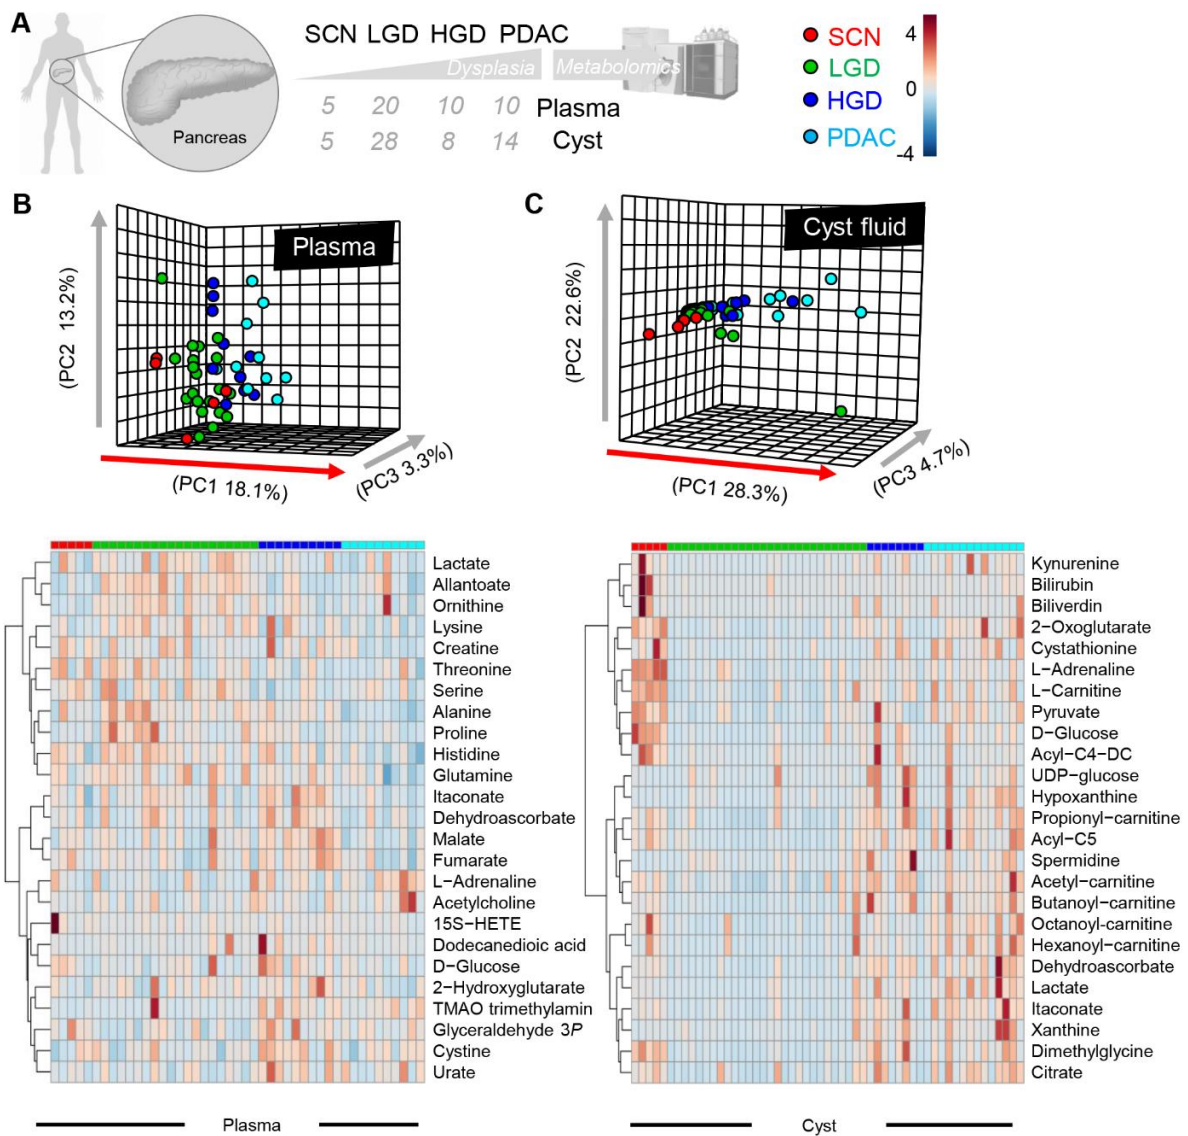 A
SCN LGD HGD PDAC
Dysplasia Metabolomics
5 20 10 10 Plasma
5 28 8 14 Cyst
Pancreas
SCN
LGD
HGD
PDAC
4
0
-4
B
Plasma
(PC2 13.2%)
(PC1 18.1%)
(PC3 3.3%)
C
Cyst fluid
(PC2 22.6%)
(PC1 28.3%)
(PC3 4.7%)
Lactate
Allantoate
Ornithine
Lysine
Creatine
Threonine
Serine
Alanine
Proline
Histidine
Glutamine
Itaconate
Dehydroascorbate
Malate
Fumarate
L−Adrenaline
Acetylcholine
15S−HETE
Dodecanedioic acid
D−Glucose
2−Hydroxyglutarate
TMAO trimethylamin
Glyceraldehyde 3P
Cystine
Urate
Plasma
Kynurenine
Bilirubin
Biliverdin
2−Oxoglutarate
Cystathionine
L−Adrenaline
L−Carnitine
Pyruvate
D−Glucose
Acyl−C4−DC
UDP−glucose
Hypoxanthine
Propionyl−carnitine
Acyl−C5
Spermidine
Acetyl−carnitine
Butanoyl−carnitine
Octanoyl-carnitine
Hexanoyl−carnitine
Dehydroascorbate
Lactate
Itaconate
Xanthine
Dimethylglycine
Citrate
Cyst